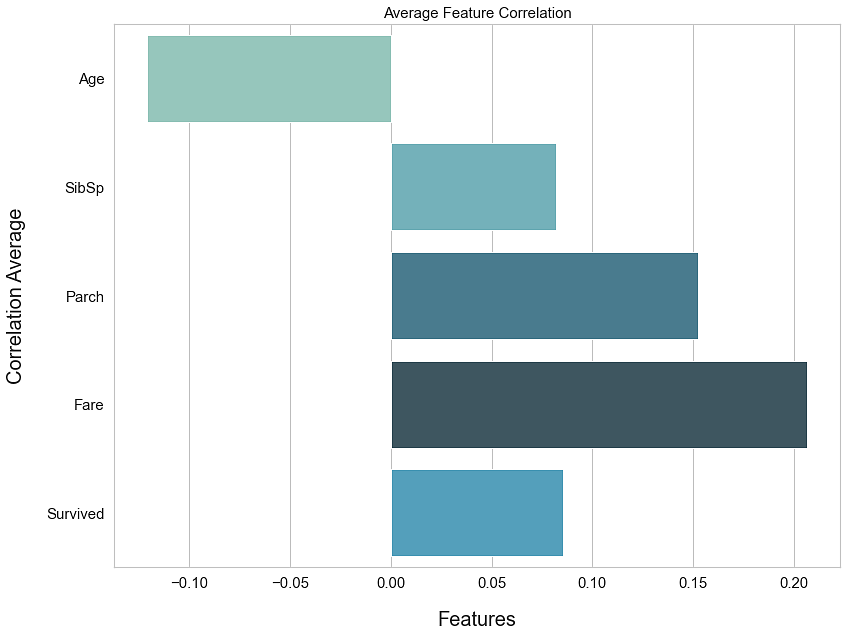 Average Feature Correlation
Age
SibSp
Parch
Fare
Survived
Correlation Average
−0.10 −0.05 0.00 0.05 0.10 0.15 0.20
Features